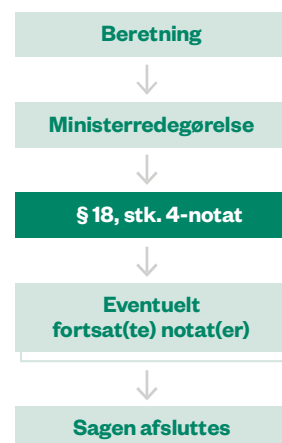 Beretning
Ministerredegørelse
§ 18, stk. 4-notat
Eventuelt
fortsat(te) notat(er)
Sagen afsluttes